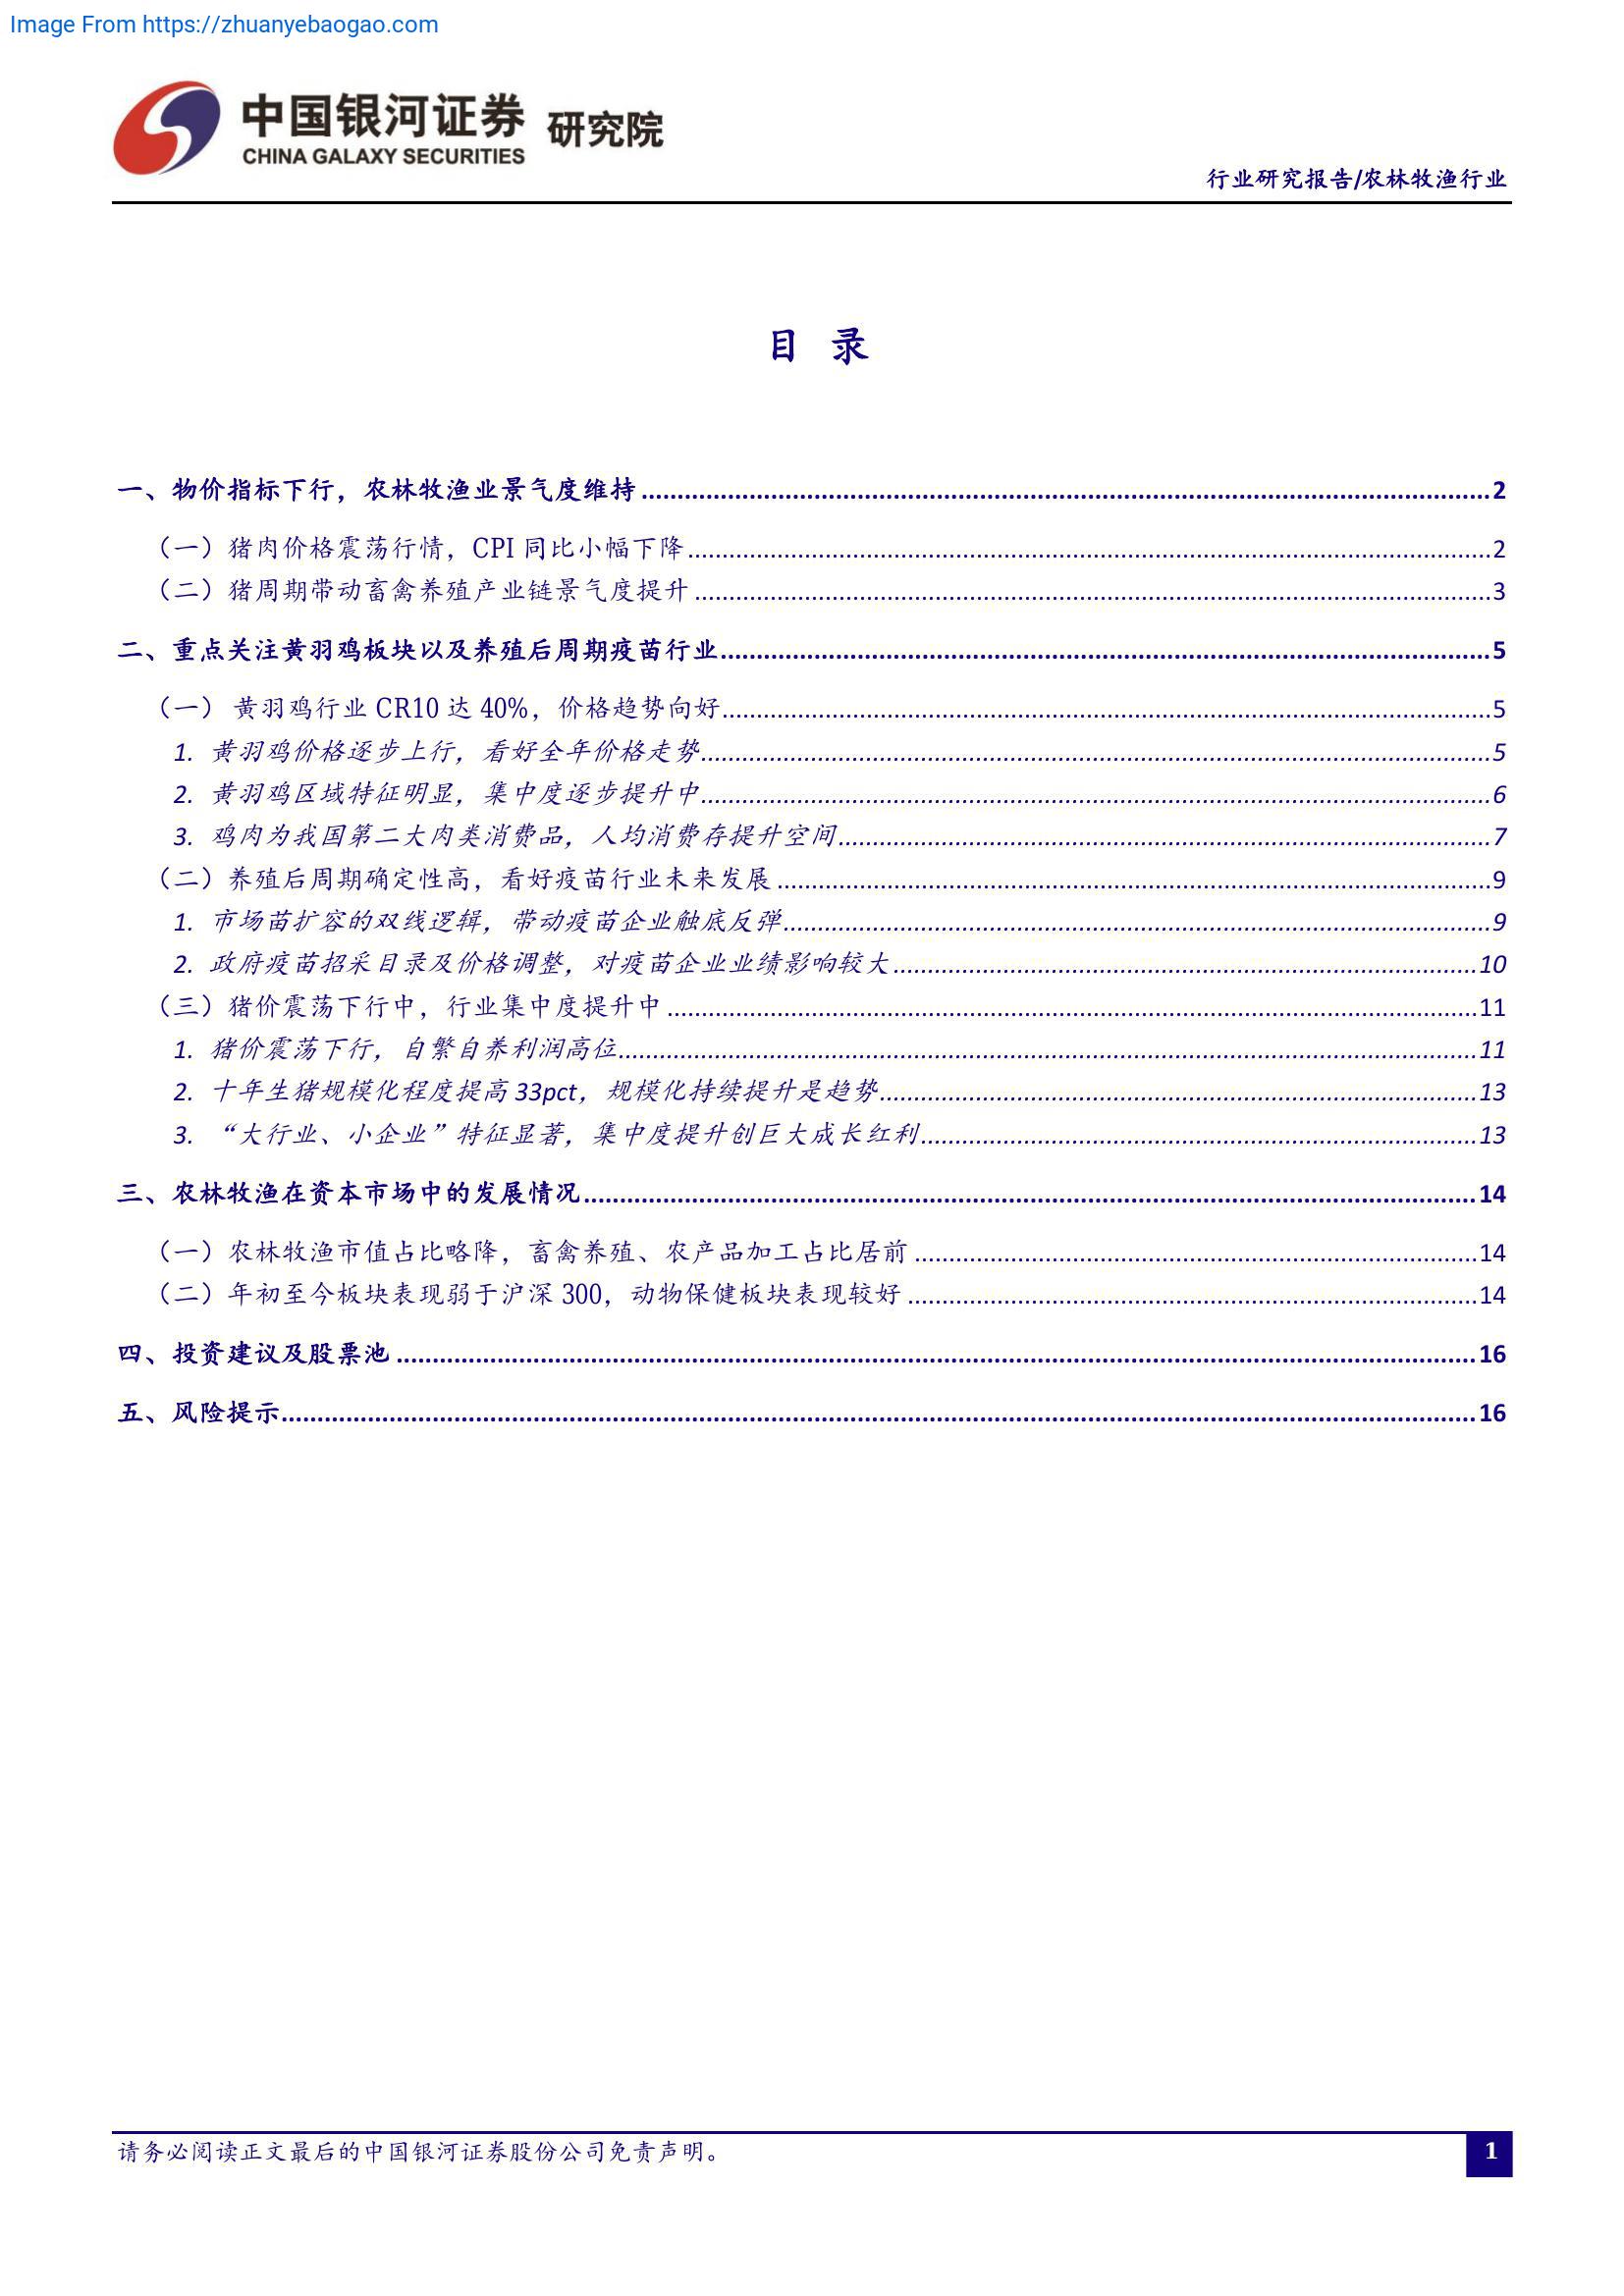 Image From https://zhuanyebaogao.com
中国银河证券 研究院
CHINA GALAXY SECURITIES
行业研究报告/农林牧渔行业
目 录
一、物价指标下行，农林牧渔业景气度维持 2
（一）猪肉价格震荡行情，CPI 同比小幅下降 2
（二）猪周期带动畜禽养殖产业链景气度提升 3
二、重点关注黄羽鸡板块以及养殖后周期疫苗行业 5
（一） 黄羽鸡行业 CR10 达 40%，价格趋势向好 5
1. 黄羽鸡价格逐步上行，看好全年价格走势 5
2. 黄羽鸡区域特征明显，集中度逐步提升中 6
3. 鸡肉为我国第二大肉类消费品，人均消费存提升空间 7
（二）养殖后周期确定性高，看好疫苗行业未来发展 9
1. 市场苗扩容的双线逻辑，带动疫苗企业触底反弹 9
2. 政府疫苗招采目录及价格调整，对疫苗企业业绩影响较大 10
（三）猪价震荡下行中，行业集中度提升中 11
1. 猪价震荡下行，自繁自养利润高位 11
2. 十年生猪规模化程度提高 33pct，规模化持续提升是趋势 13
3. “大行业、小企业”特征显著，集中度提升创巨大成长红利 13
三、农林牧渔在资本市场中的发展情况 14
（一）农林牧渔市值占比略降，畜禽养殖、农产品加工占比居前 14
（二）年初至今板块表现弱于沪深 300，动物保健板块表现较好 14
四、投资建议及股票池 16
五、风险提示 16
请务必阅读正文最后的中国银河证券股份公司免责声明。
1